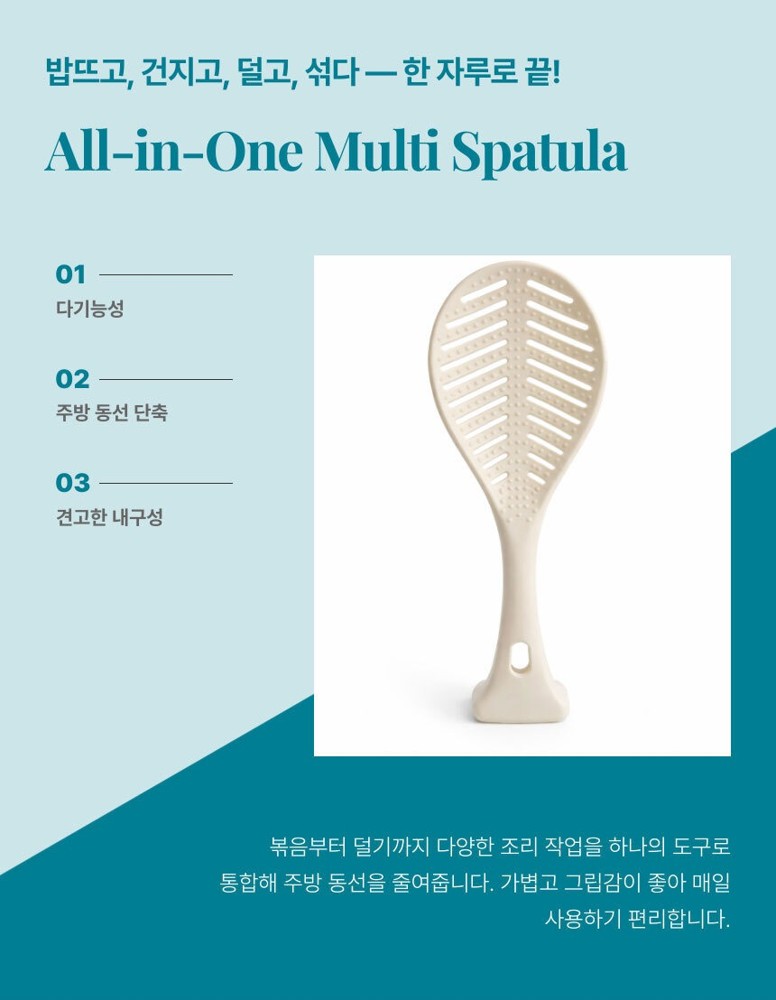 밥뜨고, 건지고, 덜고, 섞다 — 한 자루로 끝!
All-in-One Multi Spatula
01
다기능성
02
주방 동선 단축
03
견고한 내구성
볶음부터 덜기까지 다양한 조리 작업을 하나의 도구로
통합해 주방 동선을 줄여줍니다. 가볍고 그립감이 좋아 매일
사용하기 편리합니다.